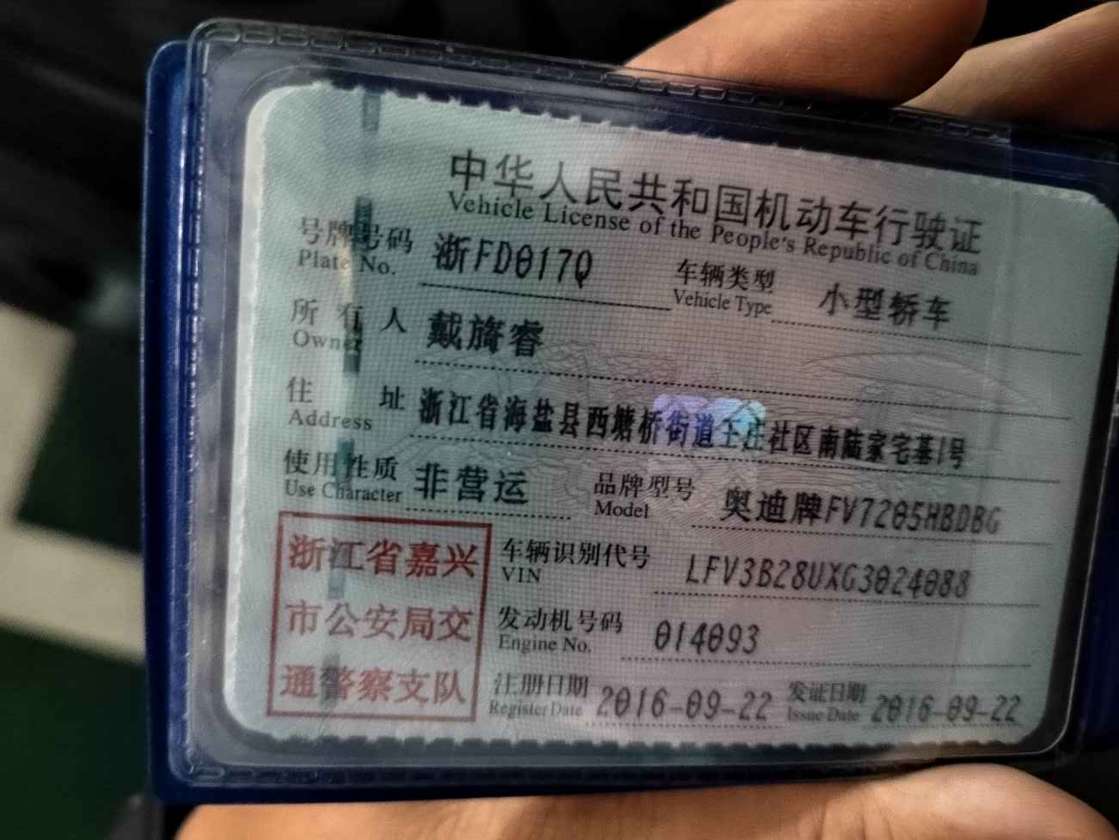 中华人民共和国机动车行驶证
Vehicle License of the People's Republic of China
号牌号码 浙FD017Q 车辆类型 小型轿车
Plate No. Vehicle Type
所有人 戴旖睿
Owner
住址 浙江省海盐县西塘桥街道王庄社区南陆家宅基1号
Address
使用性质 非营运 品牌型号 奥迪牌FV7205HBDBG
Use Character Model
浙江省嘉兴
市公安局交
通警察支队
车辆识别代号 LFV3B28UXG3024088
VIN
发动机号码 014093
Engine No.
注册日期 2016-09-22 发证日期 2016-09-22
Register Date Issue Date